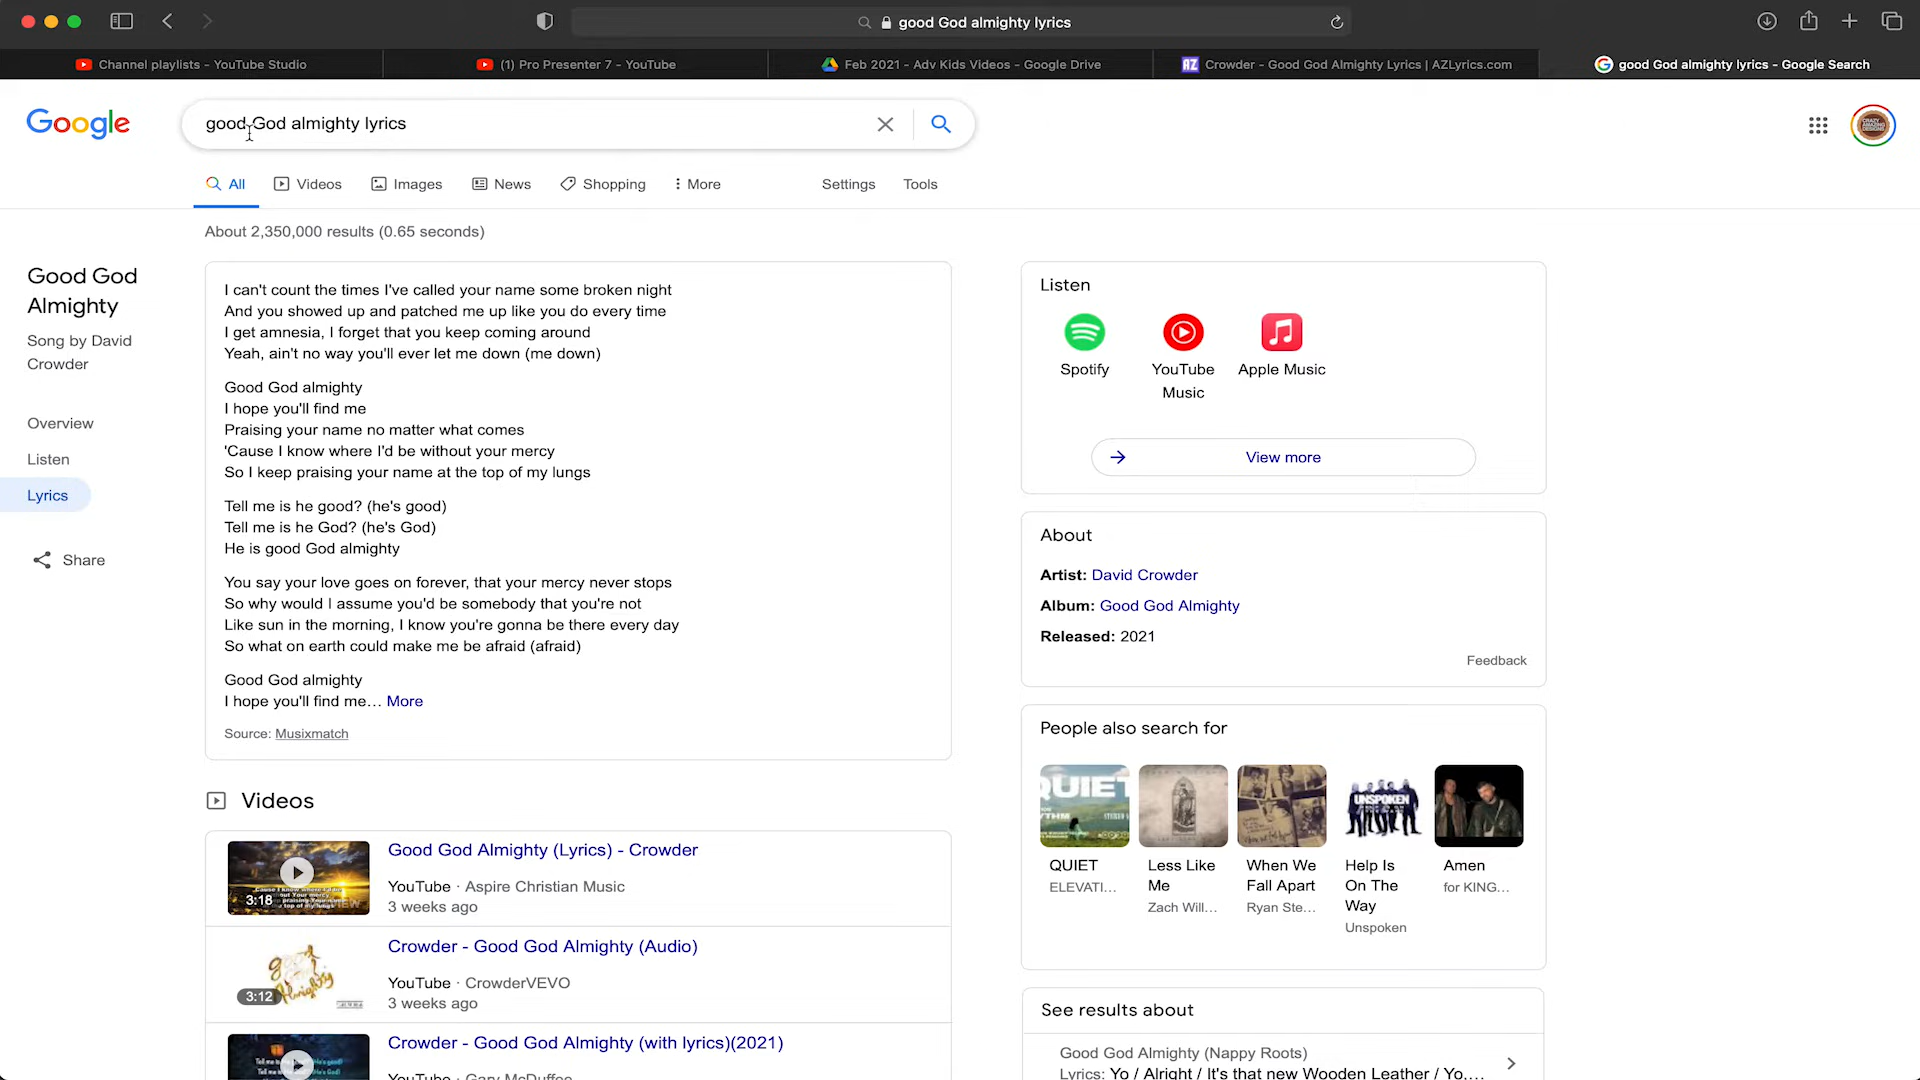 good God almighty lyrics
Channel playlists - YouTube Studio
(1) Pro Presenter 7 - YouTube
Feb 2021 - Adv Kids Videos - Google Drive
AZ Crowder - Good God Almighty Lyrics | AZLyrics.com
good God almighty lyrics - Google Search
Google
good God almighty lyrics
All
Videos
Images
News
Shopping
More
Settings
Tools
About 2,350,000 results (0.65 seconds)
Good God
Almighty
Song by David
Crowder
Overview
Listen
Lyrics
Share
I can't count the times I've called your name some broken night
And you showed up and patched me up like you do every time
I get amnesia, I forget that you keep coming around
Yeah, ain't no way you'll ever let me down (me down)
Good God almighty
I hope you'll find me
Praising your name no matter what comes
'Cause I know where I'd be without your mercy
So I keep praising your name at the top of my lungs
Tell me is he good? (he's good)
Tell me is he God? (he's God)
He is good God almighty
You say your love goes on forever, that your mercy never stops
So why would I assume you'd be somebody that you're not
Like sun in the morning, I know you're gonna be there every day
So what on earth could make me be afraid (afraid)
Good God almighty
I hope you'll find me… More
Source: Musixmatch
Videos
Good God Almighty (Lyrics) - Crowder
YouTube · Aspire Christian Music
3 weeks ago
3:18
Crowder - Good God Almighty (Audio)
YouTube · CrowderVEVO
3 weeks ago
3:12
Crowder - Good God Almighty (with lyrics)(2021)
YouTube · Gary McDuffee
Listen
Spotify
YouTube
Music
Apple Music
View more
About
Artist: David Crowder
Album: Good God Almighty
Released: 2021
Feedback
People also search for
QUIET
ELEVATI...
Less Like
Me
Zach Will...
When We
Fall Apart
Ryan Ste...
UNSPOKEN
Help Is
On The
Way
Unspoken
Amen
for KING...
See results about
Good God Almighty (Nappy Roots)
Lyrics: Yo / Alright / It's that new Wooden Leather / Yo....